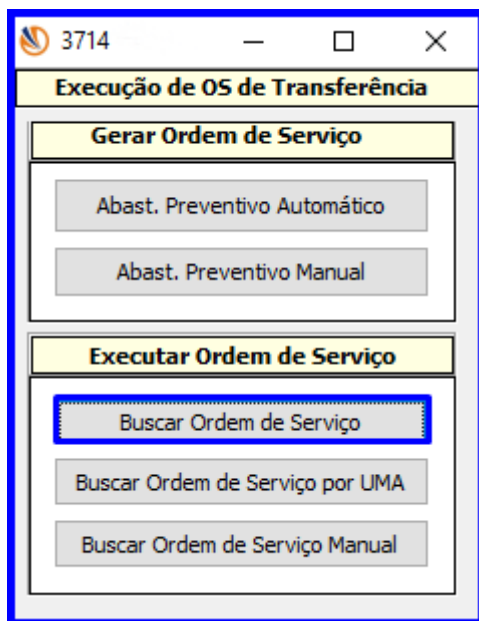 3714
Execução de OS de Transferência
Gerar Ordem de Serviço
Abast. Preventivo Automático
Abast. Preventivo Manual
Executar Ordem de Serviço
Buscar Ordem de Serviço
Buscar Ordem de Serviço por UMA
Buscar Ordem de Serviço Manual